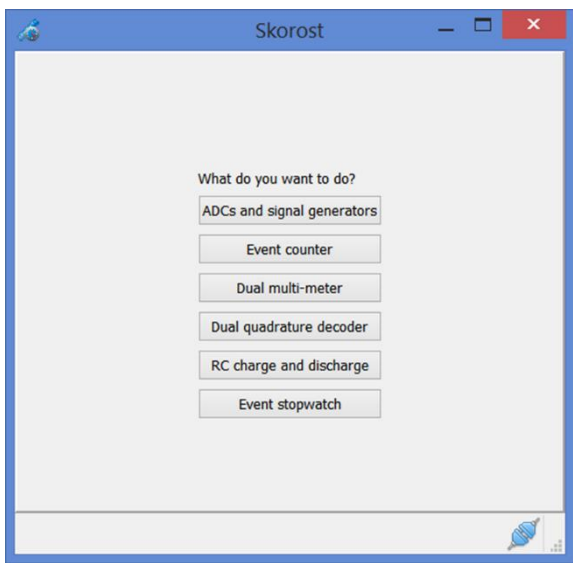 Skorost
What do you want to do?
ADCs and signal generators
Event counter
Dual multi-meter
Dual quadrature decoder
RC charge and discharge
Event stopwatch